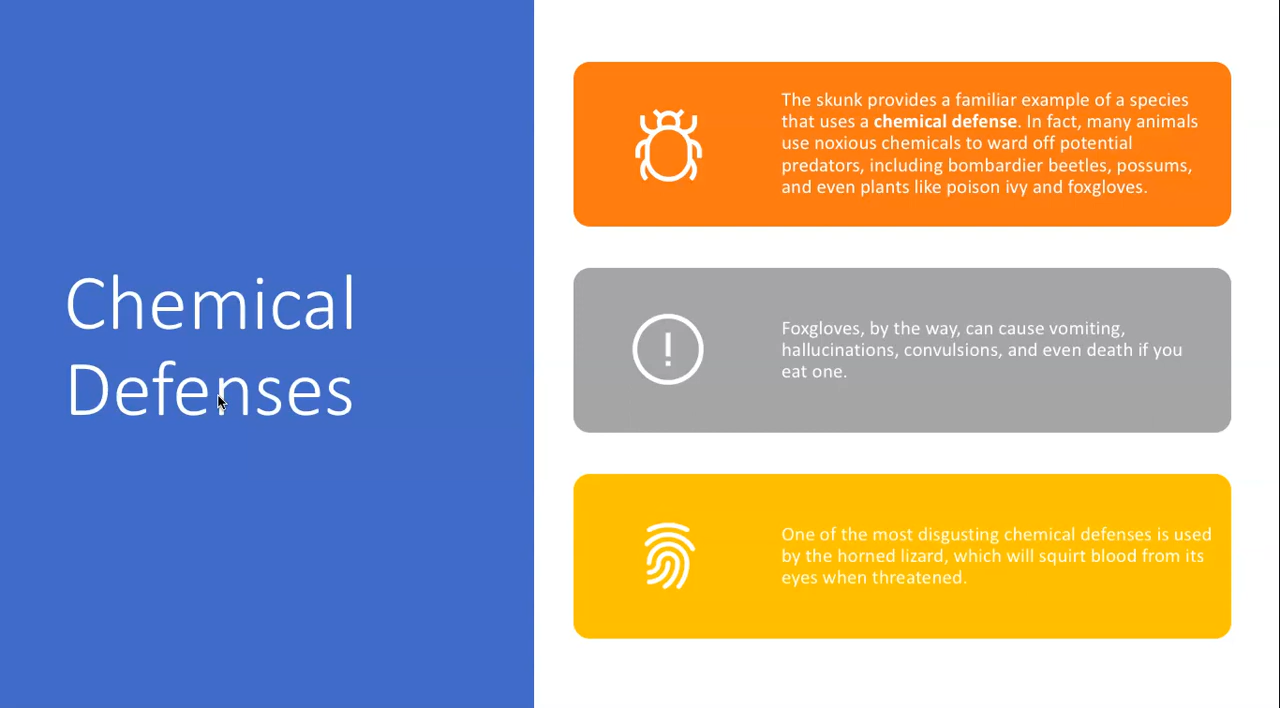 Chemical
Defenses
The skunk provides a familiar example of a species
that uses a chemical defense. In fact, many animals
use noxious chemicals to ward off potential
predators, including bombardier beetles, possums,
and even plants like poison ivy and foxgloves.
Foxgloves, by the way, can cause vomiting,
hallucinations, convulsions, and even death if you
eat one.
One of the most disgusting chemical defenses is used
by the horned lizard, which will squirt blood from its
eyes when threatened.